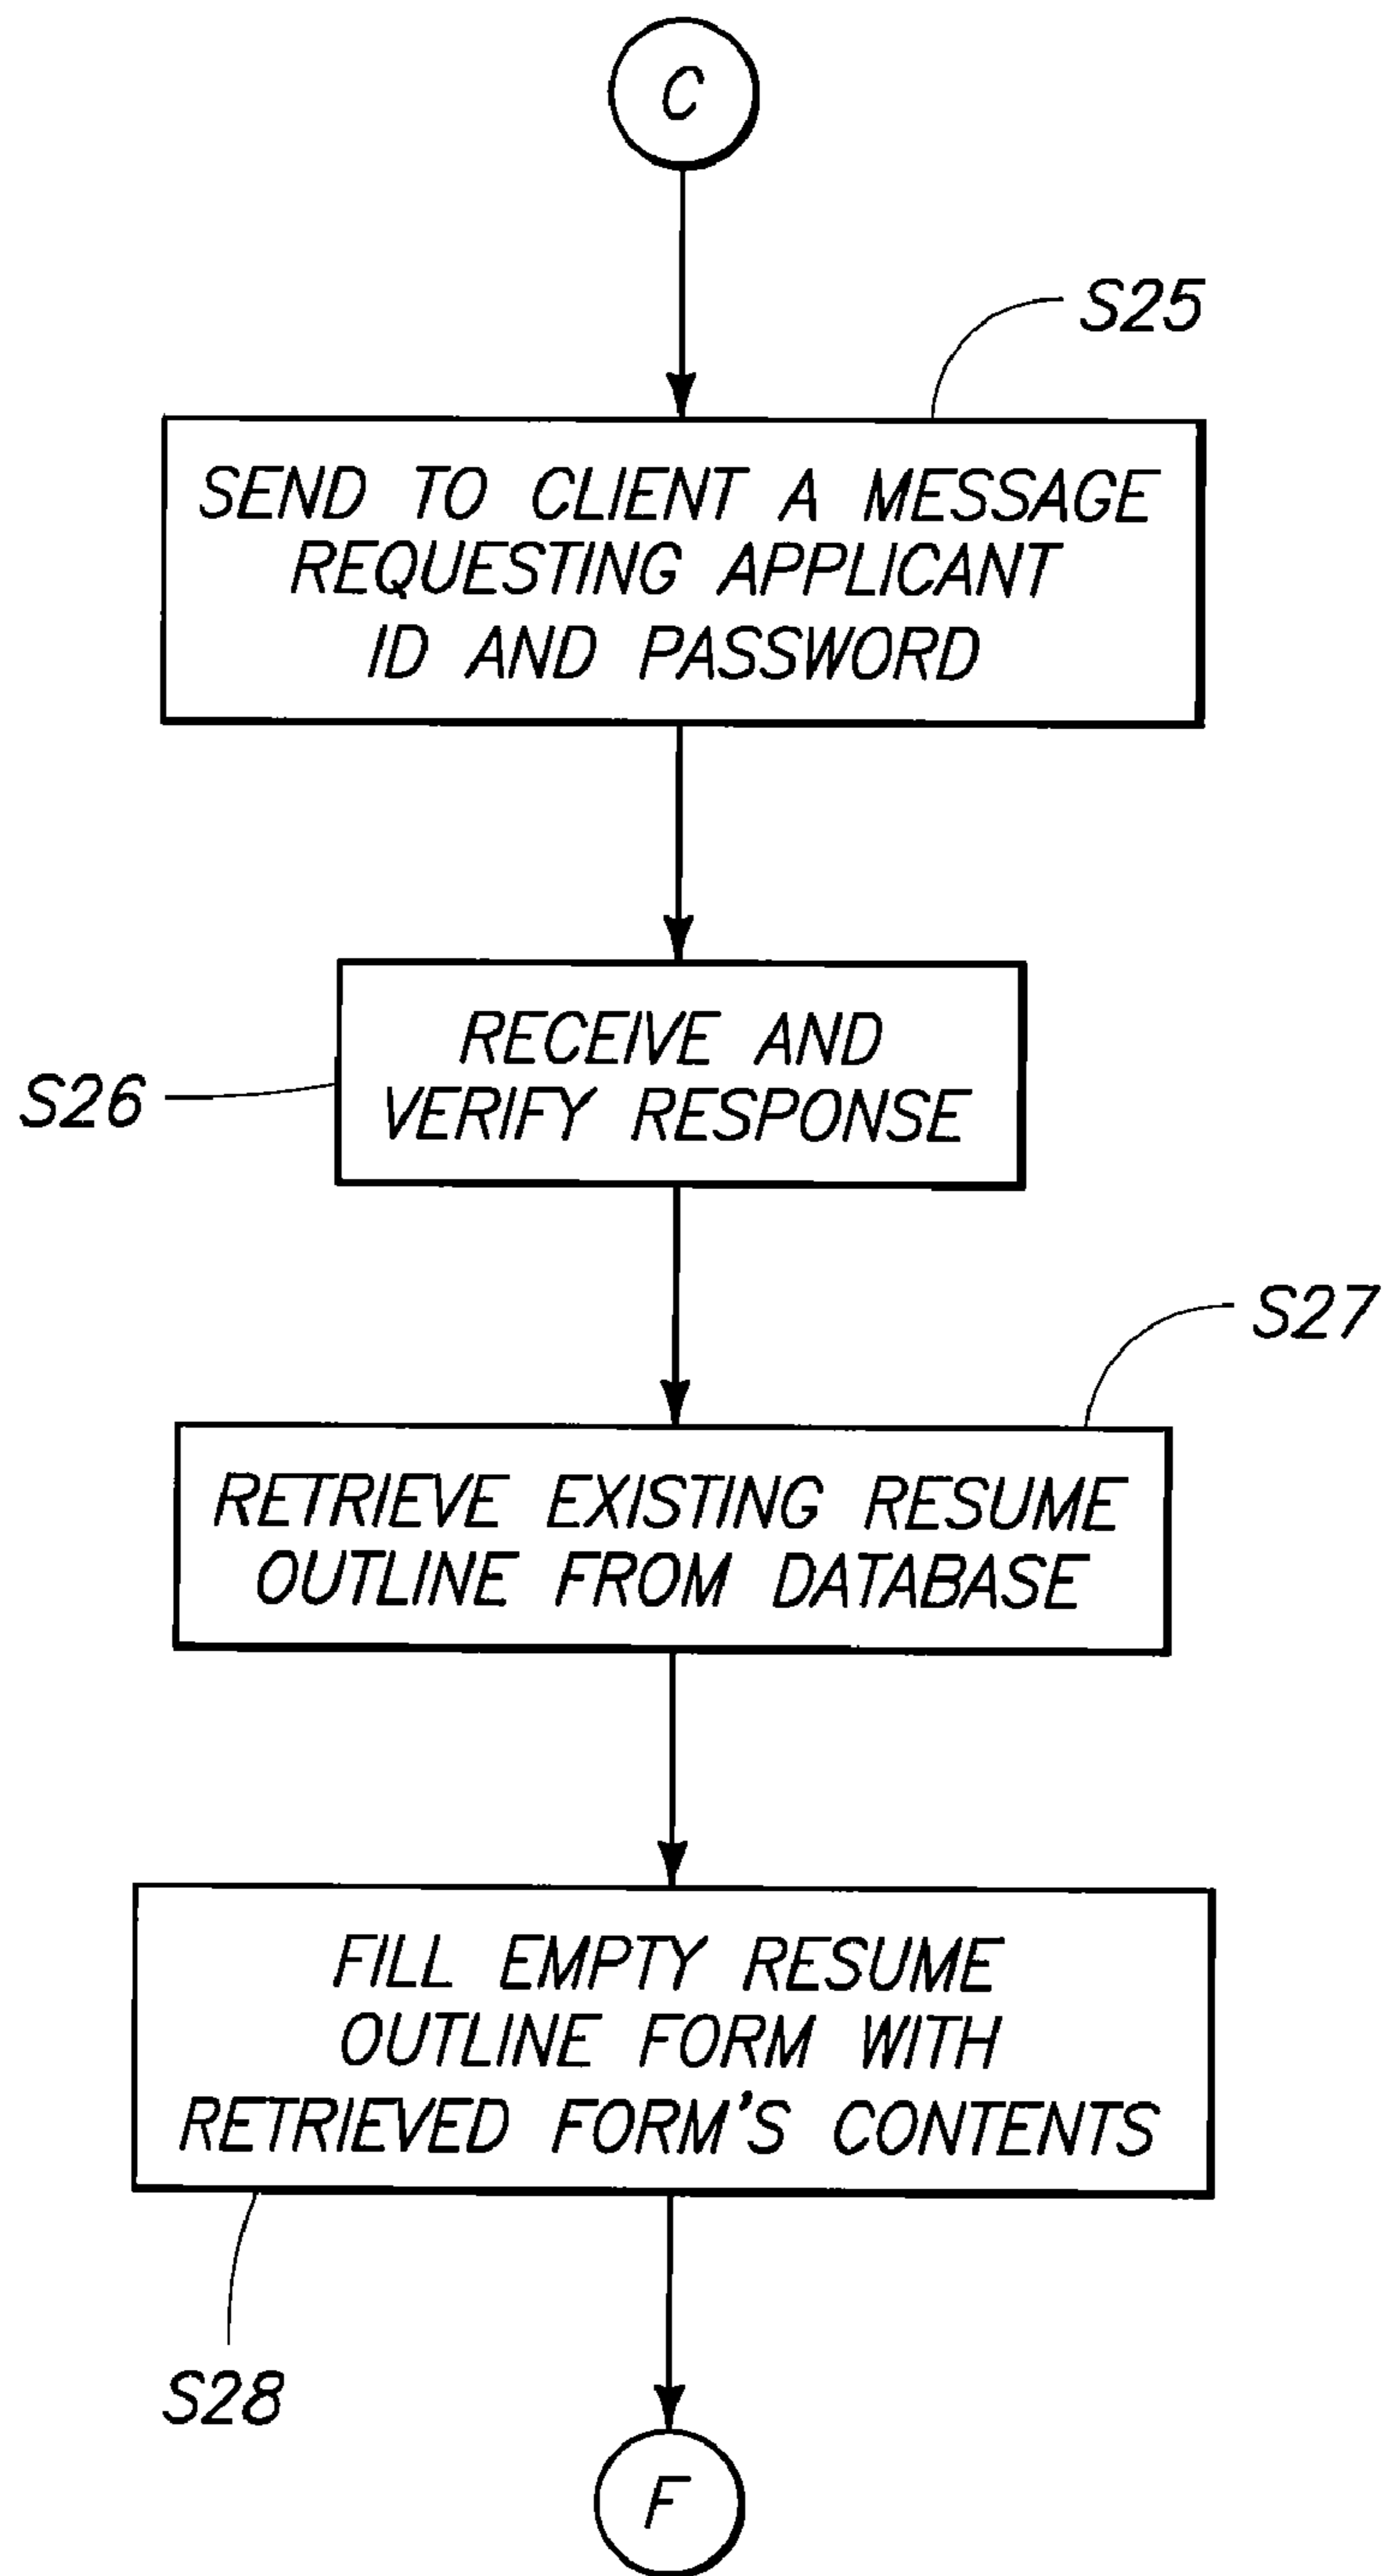 C
S25
SEND TO CLIENT A MESSAGE
REQUESTING APPLICANT
ID AND PASSWORD
RECEIVE AND
VERIFY RESPONSE
S26
S27
RETRIEVE EXISTING RESUME
OUTLINE FROM DATABASE
FILL EMPTY RESUME
OUTLINE FORM WITH
RETRIEVED FORM'S CONTENTS
S28
F